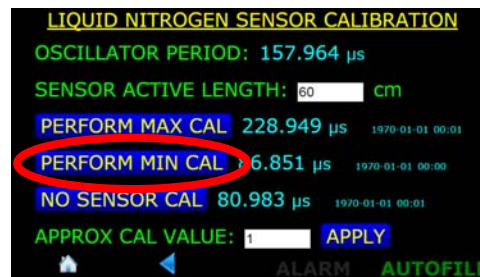 LIQUID NITROGEN SENSOR CALIBRATION
OSCILLATOR PERIOD: 157.964 µs
SENSOR ACTIVE LENGTH: 60 cm
PERFORM MAX CAL 228.949 µs 1970-01-01 00:01
PERFORM MIN CAL 6.851 µs 1970-01-01 00:00
NO SENSOR CAL 80.983 µs 1970-01-01 00:01
APPROX CAL VALUE: 1 APPLY
ALARM AUTOFILL